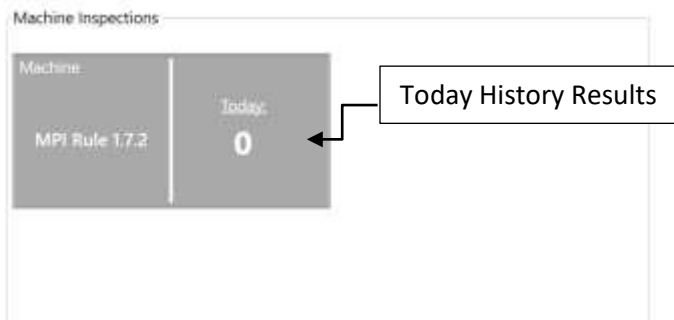 Machine Inspections
Machine
Today:
Today History Results
MPI Rule 1.7.2
0